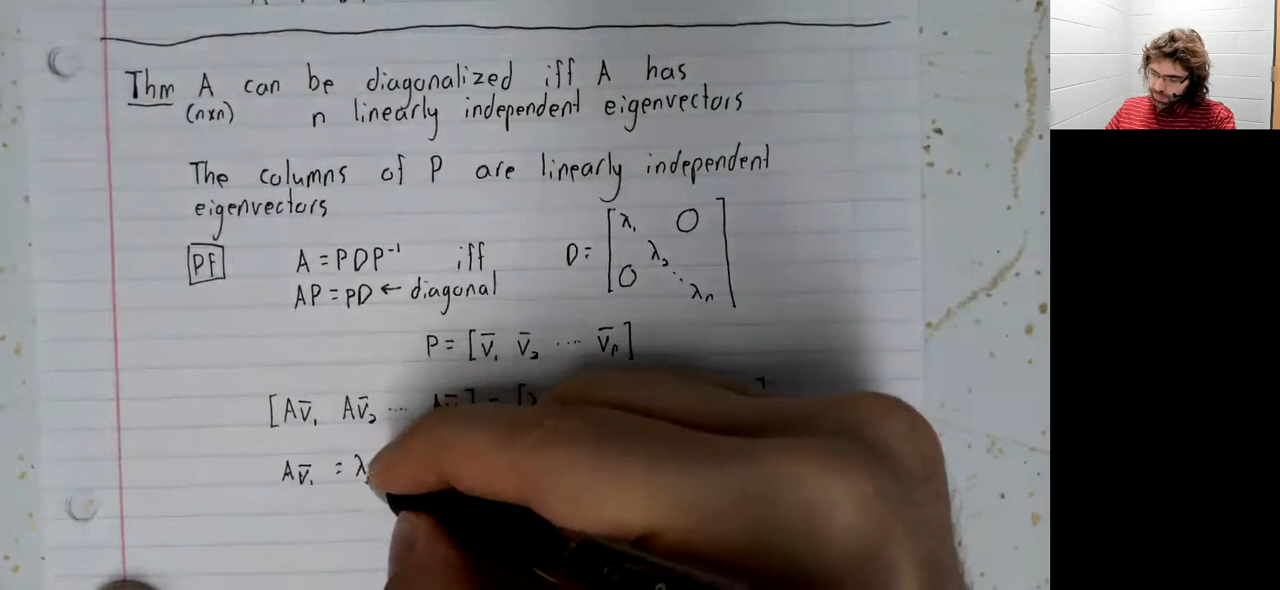 Thm A can be diagonalized iff A has
(n×n) n linearly independent eigenvectors
The columns of P are linearly independent
eigenvectors
PF A = PDP⁻¹ iff D = [λ₁ 0
AP = PD ← diagonal 0 λ₂ ⋱ λₙ]
P = [v̄₁ v̄₂ ... v̄ₙ]
[Av̄₁ Av̄₂ ...
Av̄₁ = λ